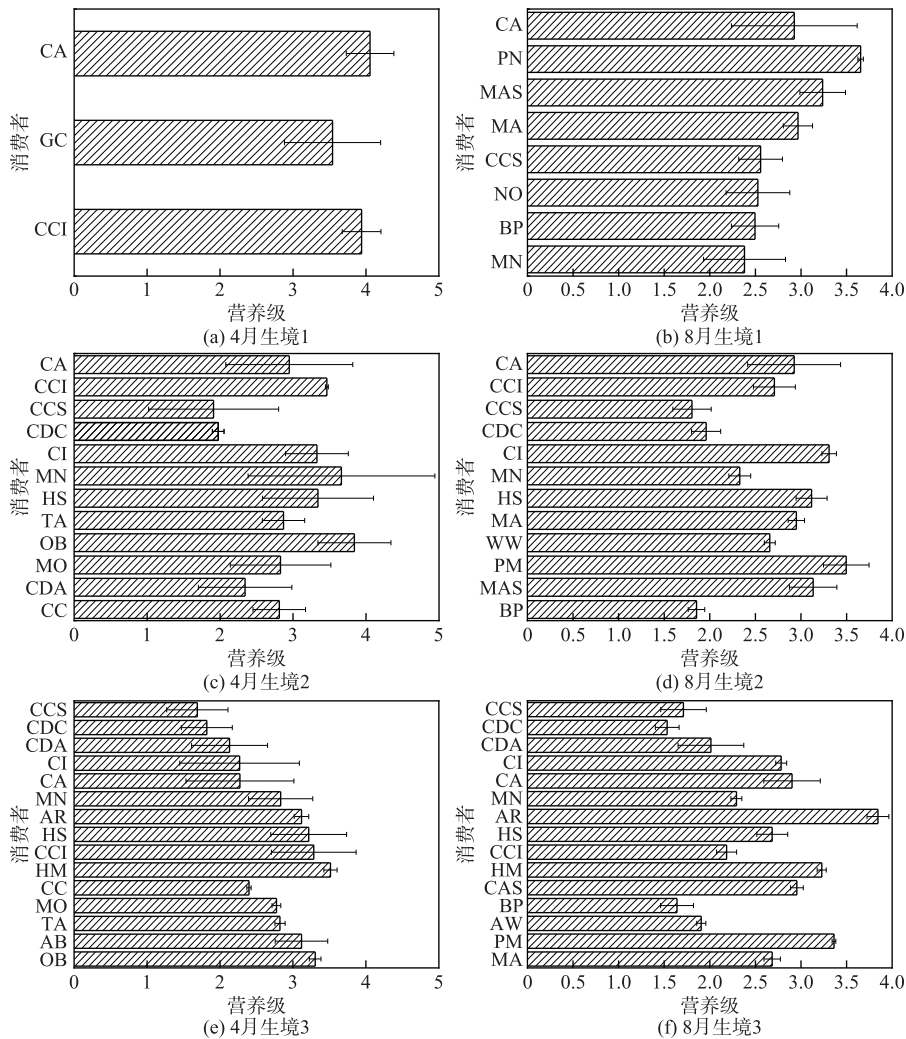 CA
GC
CCI
消费者
0 1 2 3 4 5
营养级
(a) 4月生境1
CA
PN
MAS
MA
CCS
NO
BP
MN
消费者
0 0.5 1.0 1.5 2.0 2.5 3.0 3.5 4.0
营养级
(b) 8月生境1
CA
CCI
CCS
CDC
CI
MN
HS
TA
OB
MO
CDA
CC
消费者
0 1 2 3 4 5
营养级
(c) 4月生境2
CA
CCI
CCS
CDC
CI
MN
HS
MA
WW
PM
MAS
BP
消费者
0 0.5 1.0 1.5 2.0 2.5 3.0 3.5 4.0
营养级
(d) 8月生境2
CCS
CDC
CDA
CI
CA
MN
AR
HS
CCI
HM
CC
MO
TA
AB
OB
消费者
0 1 2 3 4 5
营养级
(e) 4月生境3
CCS
CDC
CDA
CI
CA
MN
AR
HS
CCI
HM
CAS
BP
AW
PM
MA
消费者
0 0.5 1.0 1.5 2.0 2.5 3.0 3.5 4.0
营养级
(f) 8月生境3